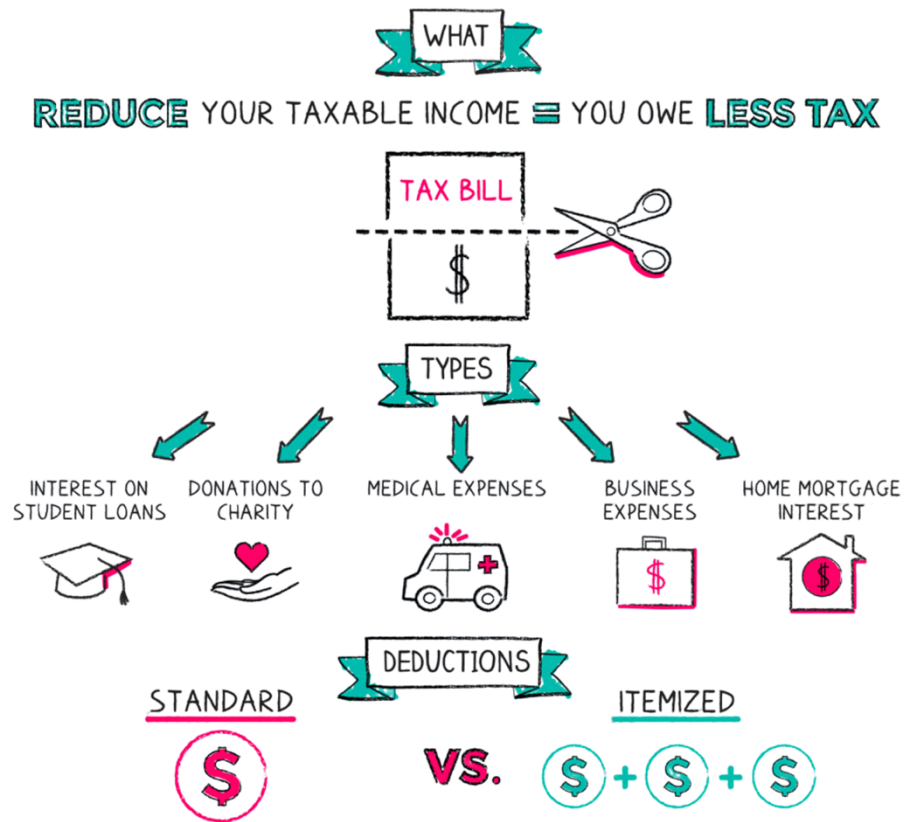 WHAT
REDUCE YOUR TAXABLE INCOME = YOU OWE LESS TAX
TAX BILL
$
TYPES
INTEREST ON
STUDENT LOANS
DONATIONS TO
CHARITY
MEDICAL EXPENSES
BUSINESS
EXPENSES
$
HOME MORTGAGE
INTEREST
$
DEDUCTIONS
STANDARD
$
VS.
ITEMIZED
$ + $ + $